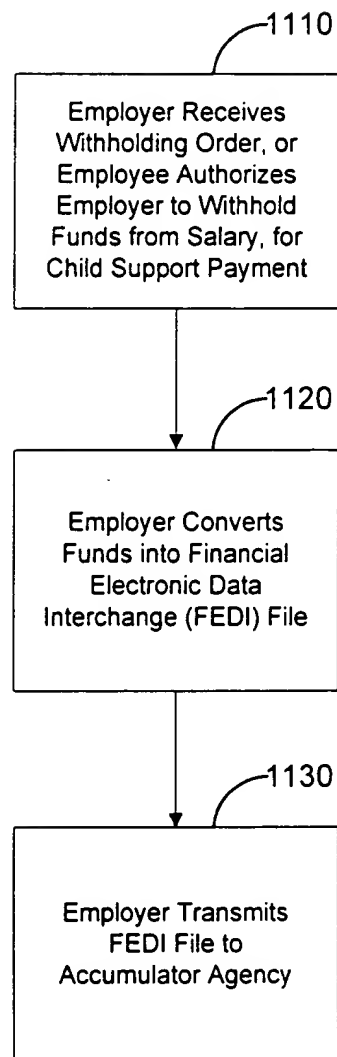 1110
Employer Receives
Withholding Order, or
Employee Authorizes
Employer to Withhold
Funds from Salary, for
Child Support Payment
1120
Employer Converts
Funds into Financial
Electronic Data
Interchange (FEDI) File
1130
Employer Transmits
FEDI File to
Accumulator Agency